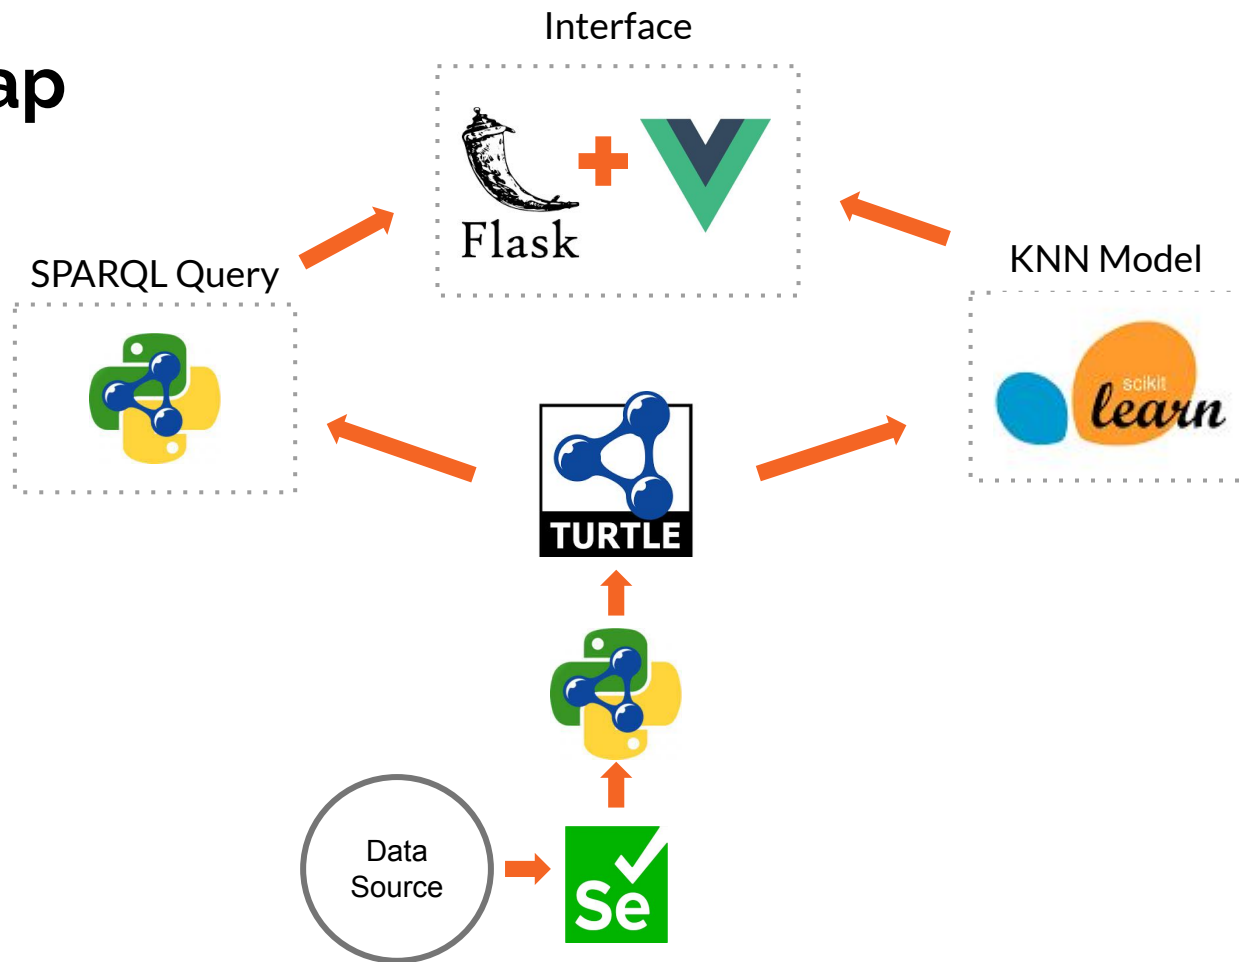 Interface
ap
Flask
SPARQL Query
KNN Model
scikit
learn
TURTLE
Data
Source
Se